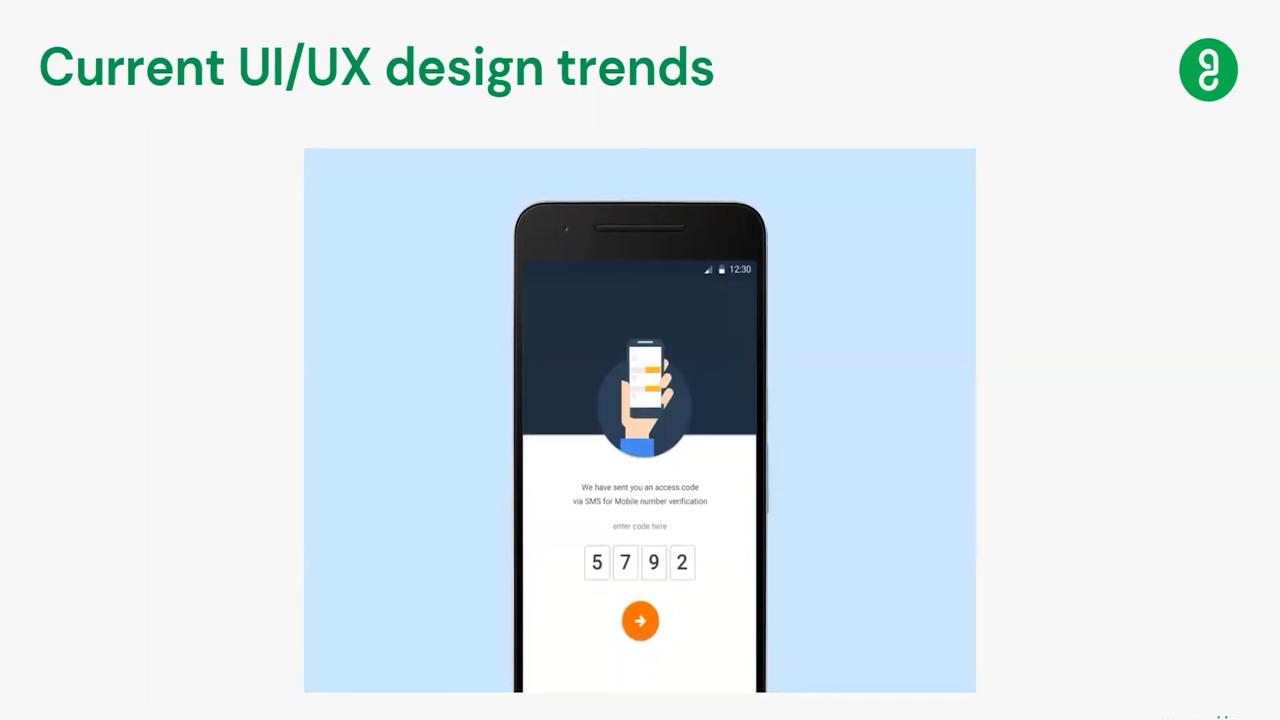 Current UI/UX design trends
12:30
We have sent you an access code
via SMS for Mobile number verification
enter code here
5 7 9 2